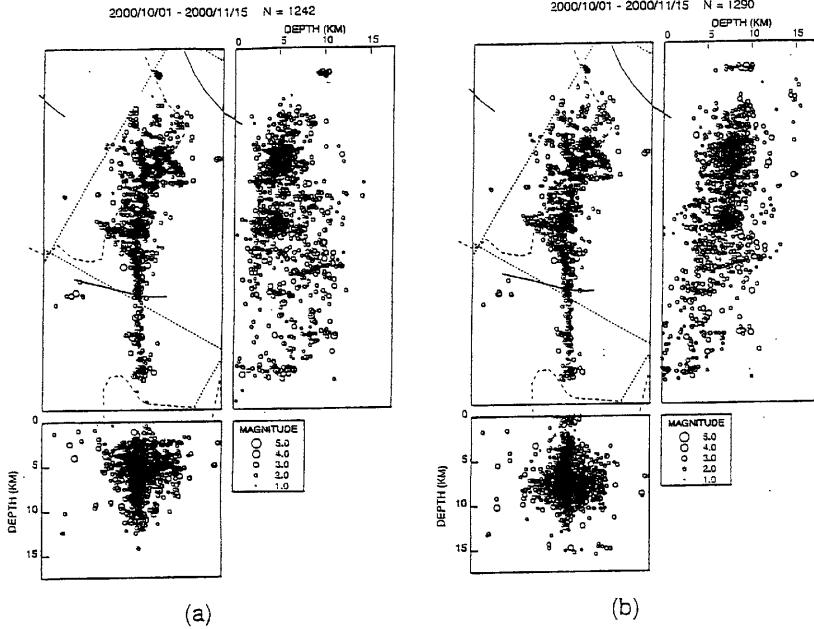 2000/10/01 - 2000/11/15 N = 1242
DEPTH (KM)
0 5 10 15
0
5
10
15
DEPTH (KM)
MAGNITUDE
5.0
4.0
3.0
2.0
1.0
(a)
2000/10/01 - 2000/11/15 N = 1290
DEPTH (KM)
0 5 10 15
0
5
10
15
DEPTH (KM)
MAGNITUDE
5.0
4.0
3.0
2.0
1.0
(b)